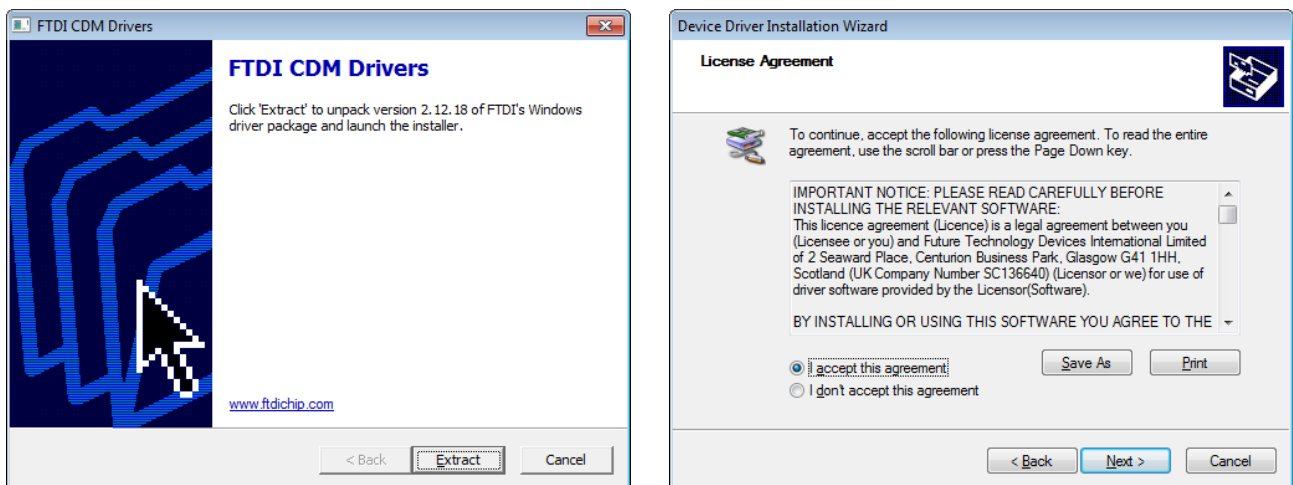 FTDI CDM Drivers
FTDI CDM Drivers
Click 'Extract' to unpack version 2.12.18 of FTDI's Windows
driver package and launch the installer.
www.ftdichip.com
< Back
Extract
Cancel
Device Driver Installation Wizard
License Agreement
To continue, accept the following license agreement. To read the entire
agreement, use the scroll bar or press the Page Down key.
IMPORTANT NOTICE: PLEASE READ CAREFULLY BEFORE
INSTALLING THE RELEVANT SOFTWARE:
This licence agreement (Licence) is a legal agreement between you
(Licensee or you) and Future Technology Devices International Limited
of 2 Seaward Place, Centurion Business Park, Glasgow G41 1HH,
Scotland (UK Company Number SC136640) (Licensor or we) for use of
driver software provided by the Licensor(Software).
BY INSTALLING OR USING THIS SOFTWARE YOU AGREE TO THE
I accept this agreement
I don't accept this agreement
Save As
Print
< Back
Next >
Cancel